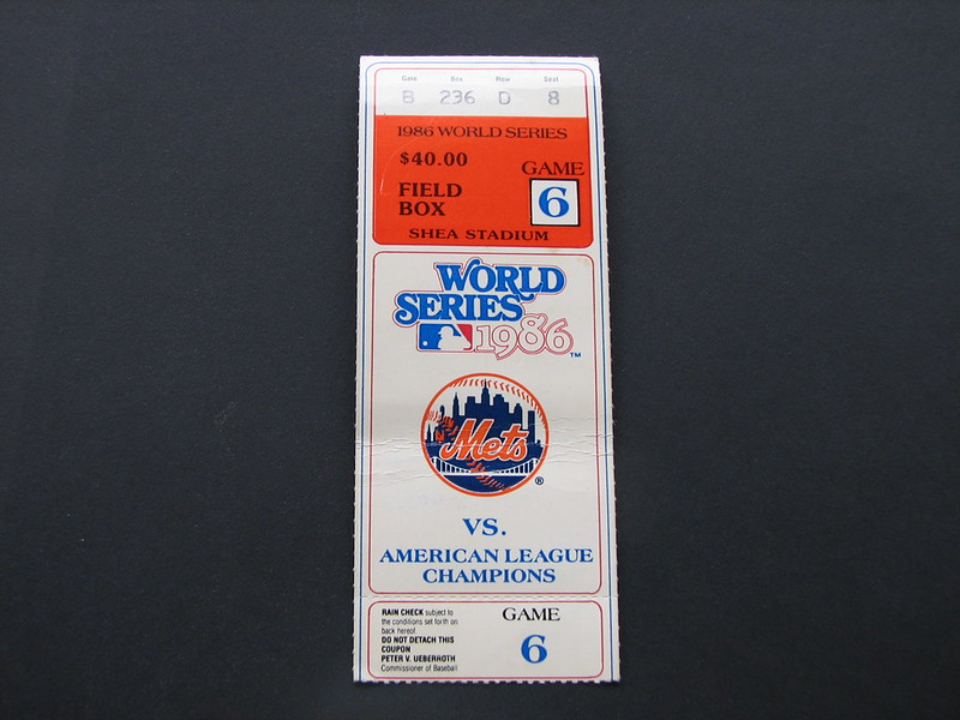 Gate Box Row Seat
B 236 D 8
1986 WORLD SERIES
$40.00
GAME
6
FIELD
BOX
SHEA STADIUM
WORLD
SERIES
1986 ™
Mets
®
VS.
AMERICAN LEAGUE
CHAMPIONS
RAIN CHECK subject to
the conditions set forth on
back hereof.
DO NOT DETACH THIS
COUPON
PETER V. UEBERROTH
Commissioner of Baseball
GAME
6